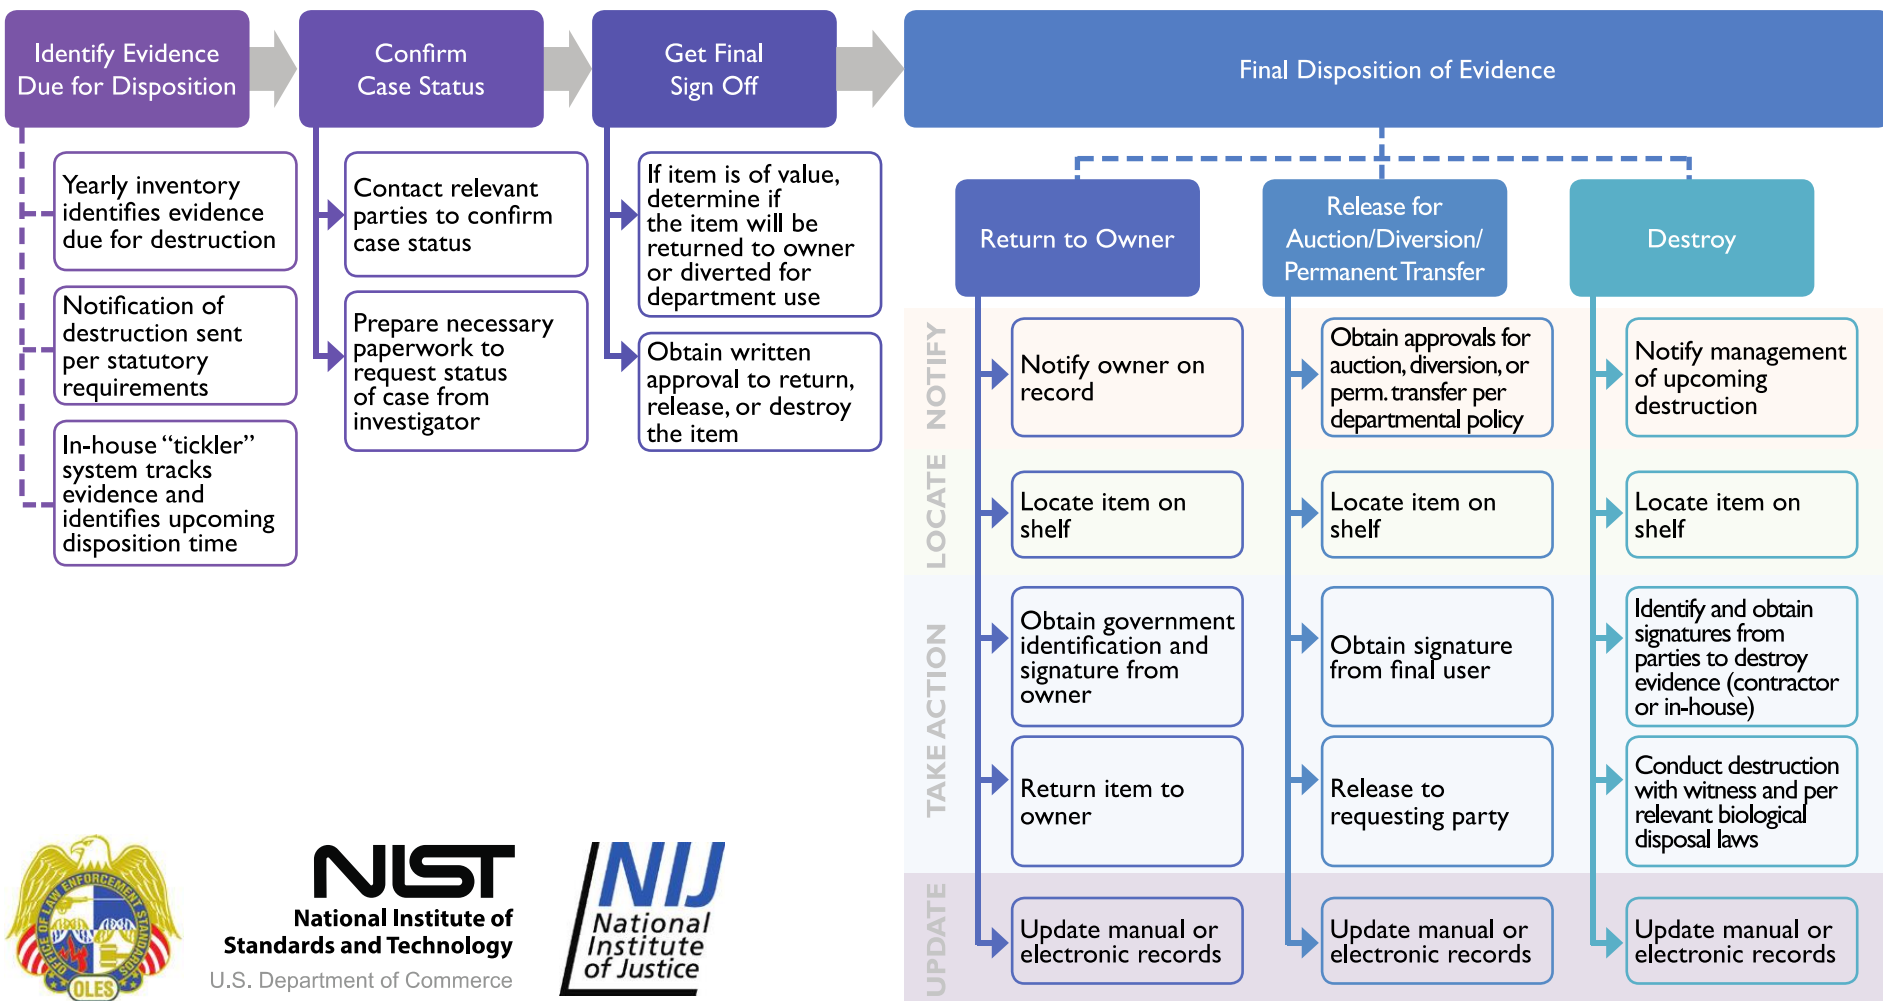 Identify Evidence
Due for Disposition
Confirm
Case Status
Get Final
Sign Off
Final Disposition of Evidence
Yearly inventory
identifies evidence
due for destruction
Notification of
destruction sent
per statutory
requirements
In-house “tickler”
system tracks
evidence and
identifies upcoming
disposition time
Contact relevant
parties to confirm
case status
Prepare necessary
paperwork to
request status
of case from
investigator
If item is of value,
determine if
the item will be
returned to owner
or diverted for
department use
Obtain written
approval to return,
release, or destroy
the item
Return to Owner
Release for
Auction/Diversion/
Permanent Transfer
Destroy
NOTIFY
Notify owner on
record
Obtain approvals for
auction, diversion, or
perm. transfer per
departmental policy
Notify management
of upcoming
destruction
LOCATE
Locate item on
shelf
Locate item on
shelf
Locate item on
shelf
TAKE ACTION
Obtain government
identification and
signature from
owner
Obtain signature
from final user
Identify and obtain
signatures from
parties to destroy
evidence (contractor
or in-house)
Return item to
owner
Release to
requesting party
Conduct destruction
with witness and per
relevant biological
disposal laws
UPDATE
Update manual or
electronic records
Update manual or
electronic records
Update manual or
electronic records
OFFICE OF LAW ENFORCEMENT STANDARDS
OLES
NIST
National Institute of
Standards and Technology
U.S. Department of Commerce
NIJ
National
Institute
of Justice